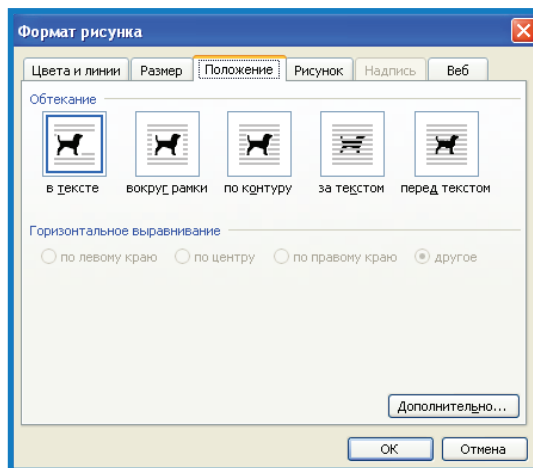 Формат рисунка
Цвета и линии Размер Положение Рисунок Надпись Веб
Обтекание
в тексте вокруг рамки по контуру за текстом перед текстом
Горизонтальное выравнивание
по левому краю по центру по правому краю другое
Дополнительно...
ОК Отмена